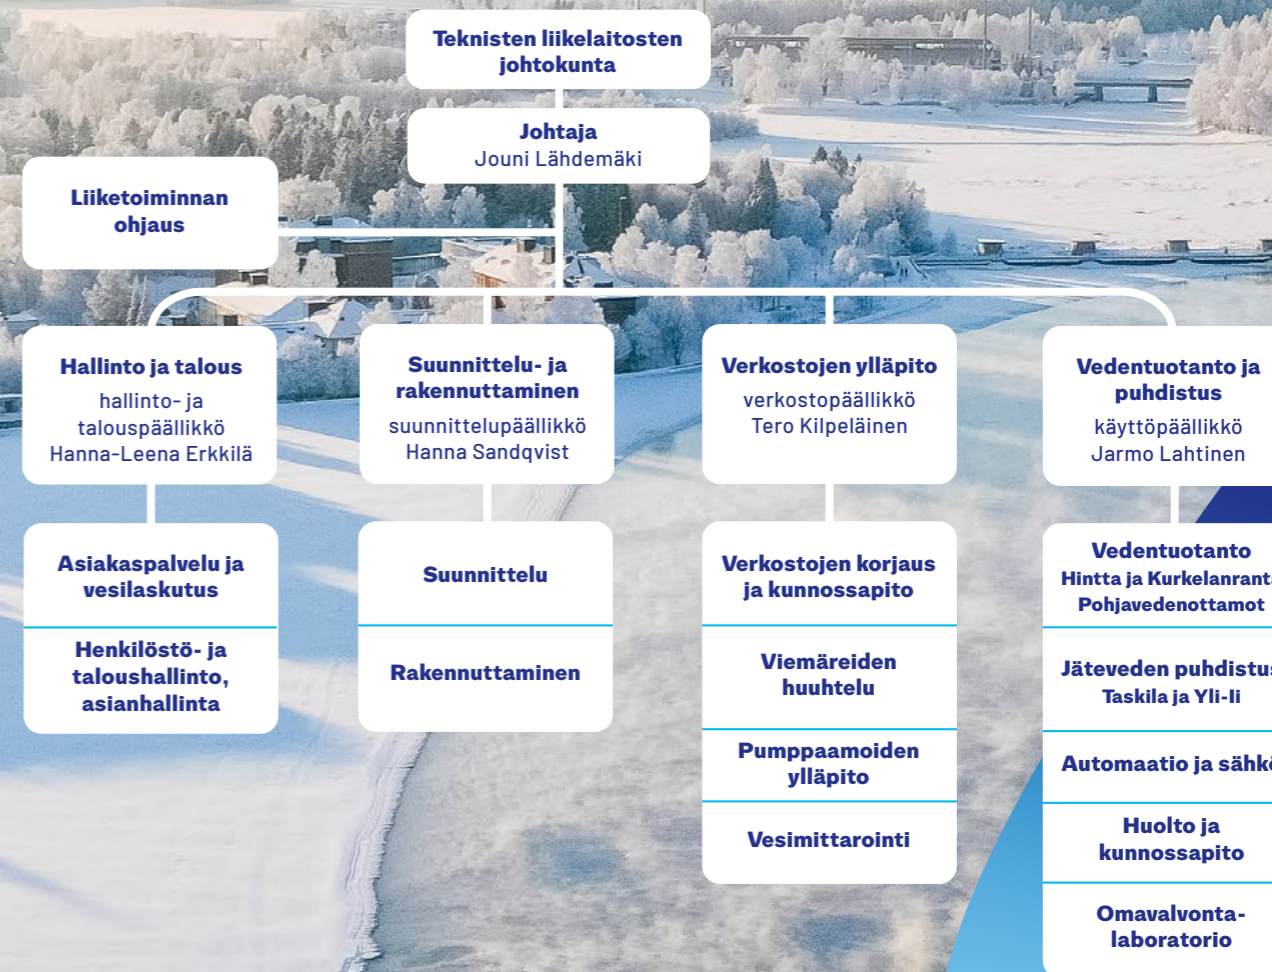 Teknisten liikelaitosten
johtokunta
Johtaja
Jouni Lähdemäki
Liiketoiminnan
ohjaus
Hallinto ja talous
hallinto- ja
talouspäällikkö
Hanna-Leena Erkkilä
Suunnittelu- ja
rakennuttaminen
suunnittelupäällikkö
Hanna Sandqvist
Verkostojen ylläpito
verkostopäällikkö
Tero Kilpeläinen
Vedentuotanto ja
puhdistus
käyttöpäällikkö
Jarmo Lahtinen
Asiakaspalvelu ja
vesilaskutus
Henkilöstö- ja
taloushallinto,
asianhallinta
Suunnittelu
Rakennuttaminen
Verkostojen korjaus
ja kunnossapito
Viemäreiden
huuhtelu
Pumppaamoiden
ylläpito
Vesimittarointi
Vedentuotanto
Hintta ja Kurkelanranta
Pohjavedenottamot
Jäteveden puhdistus
Taskila ja Yli-Ii
Automaatio ja sähkö
Huolto ja
kunnossapito
Omavalvonta-
laboratorio